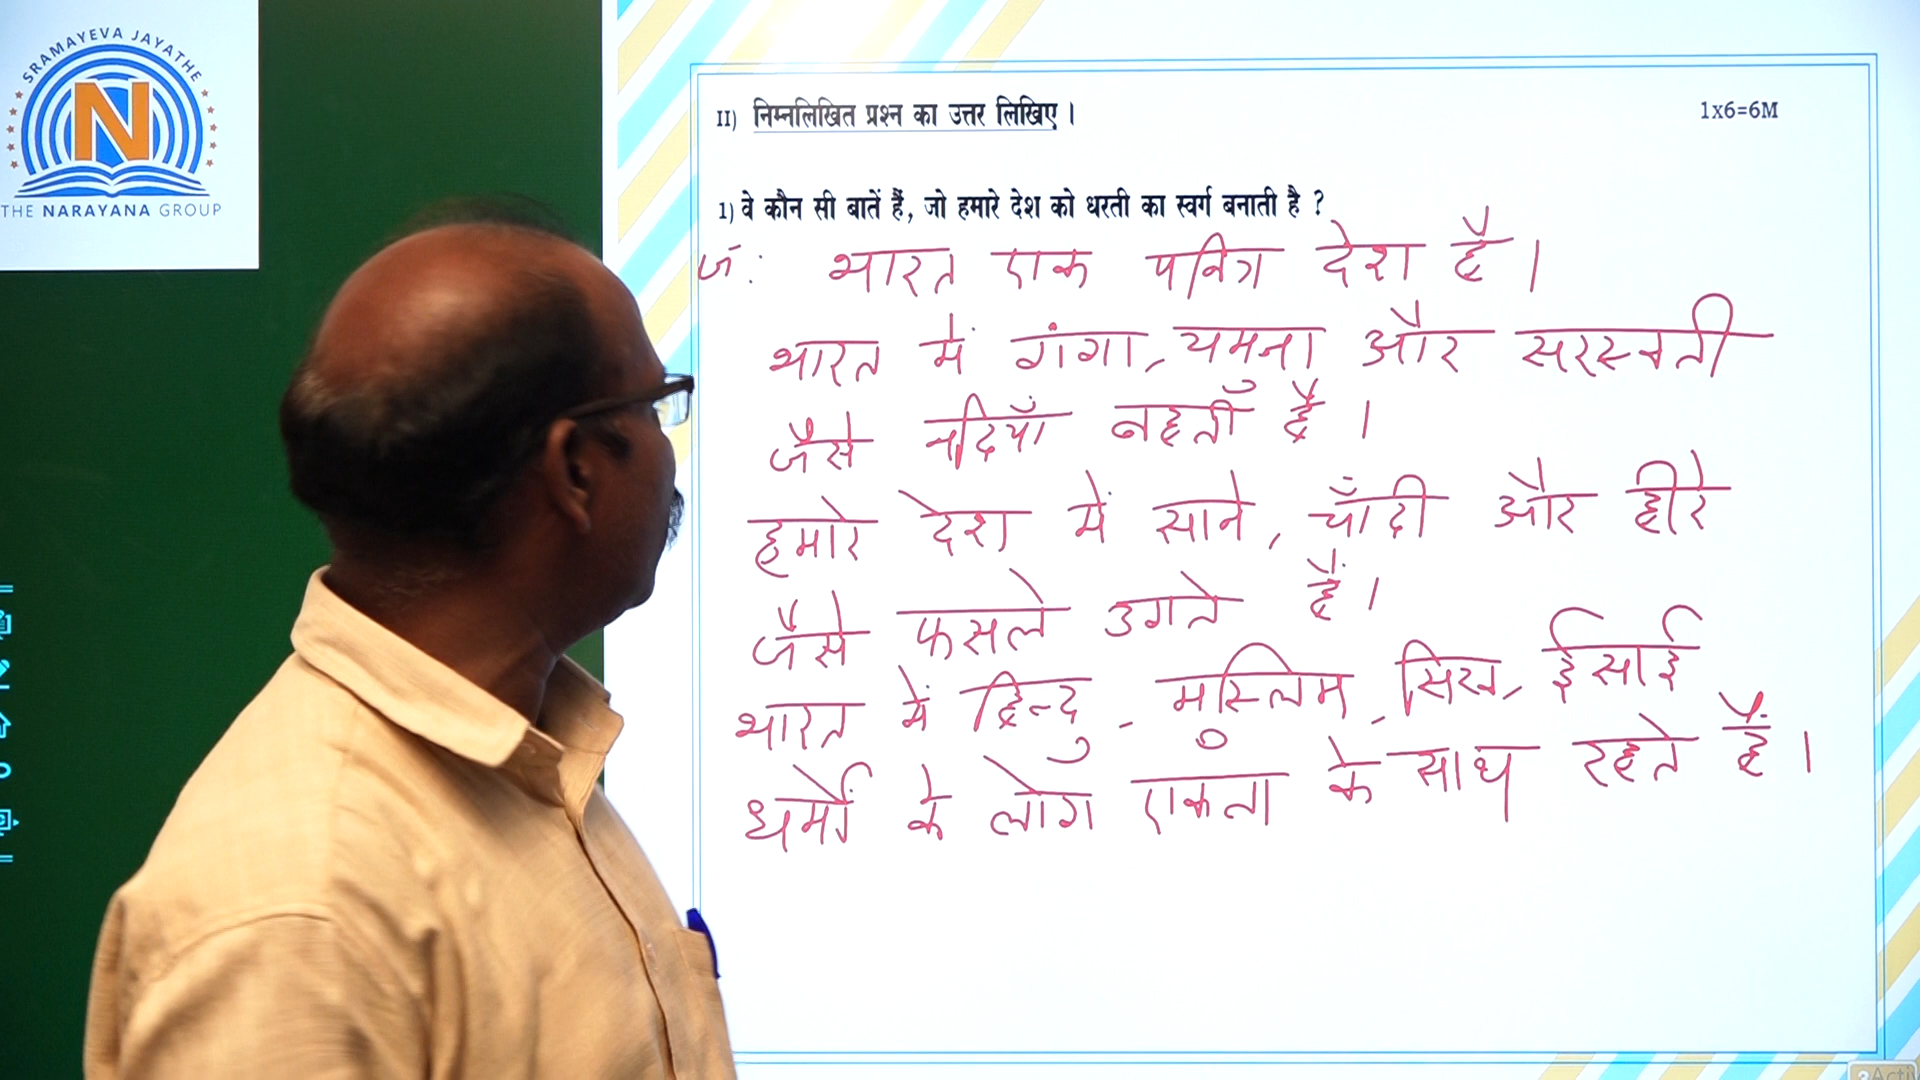 SRAMAYEVA JAYATHE
N
THE NARAYANA GROUP
II) निम्नलिखित प्रश्न का उत्तर लिखिए ।
1x6=6M
1) वे कौन सी बातें हैं, जो हमारे देश को धरती का स्वर्ग बनाती है ?
ज: भारत एक पवित्र देश है ।
भारत में गंगा, यमुना और सरस्वती
जैसे नदियाँ बहतीं हैं ।
हमारे देश में सोने, चाँदी और हीरे
जैसे फसले उगते हैं ।
भारत में हिन्दु, मुस्लिम, सिख, ईसाई
धर्मों के लोग एकता के साथ रहते हैं ।